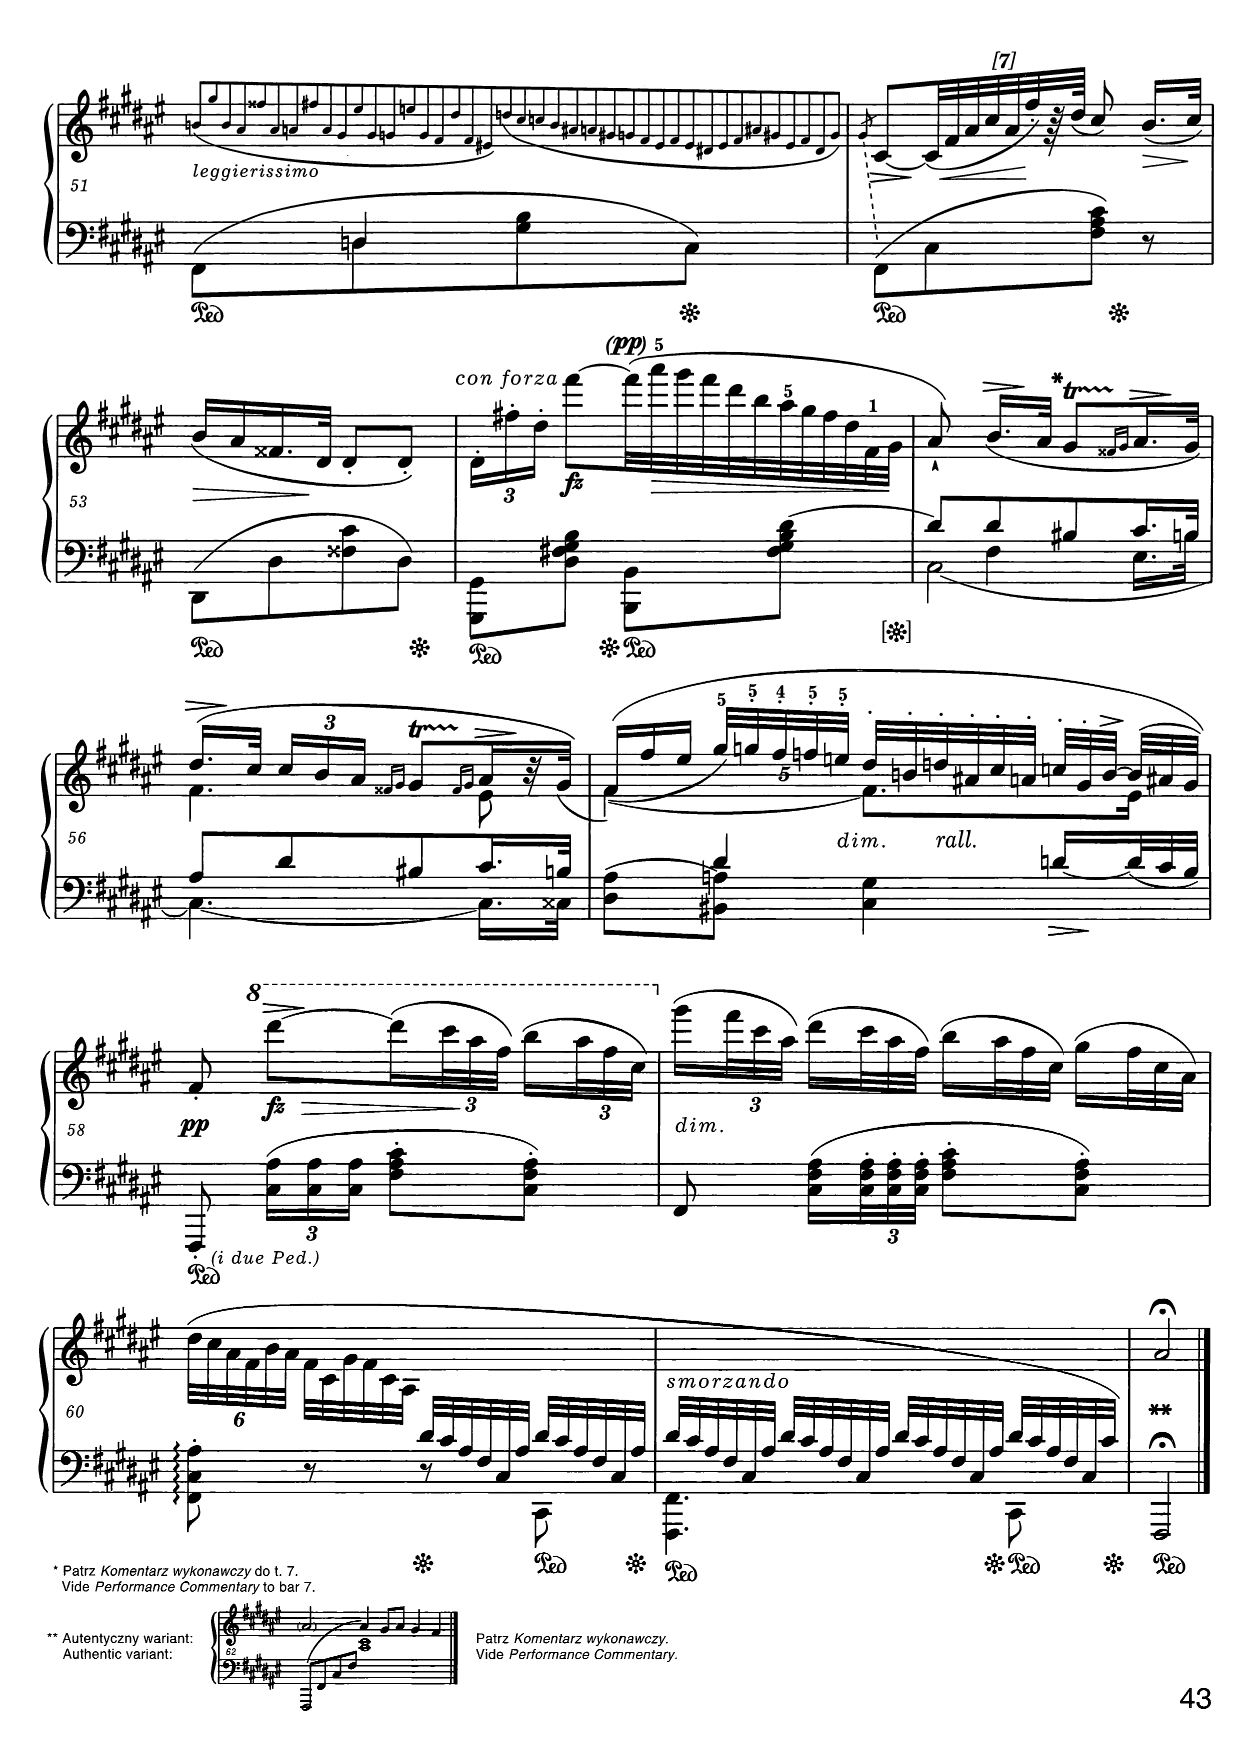 [7]
leggierissimo
51
(pp) 5
con forza
5
1
*
3
fz
53
[ ]
3
5 5 4 5 5
5
56
dim. rall.
8
fz
3
3
3
58
pp
dim.
3
3
(i due Ped.)
smorzando
60
6
**
* Patrz Komentarz wykonawczy do t. 7.
Vide Performance Commentary to bar 7.
** Autentyczny wariant:
Authentic variant:
62
Patrz Komentarz wykonawczy.
Vide Performance Commentary.
43